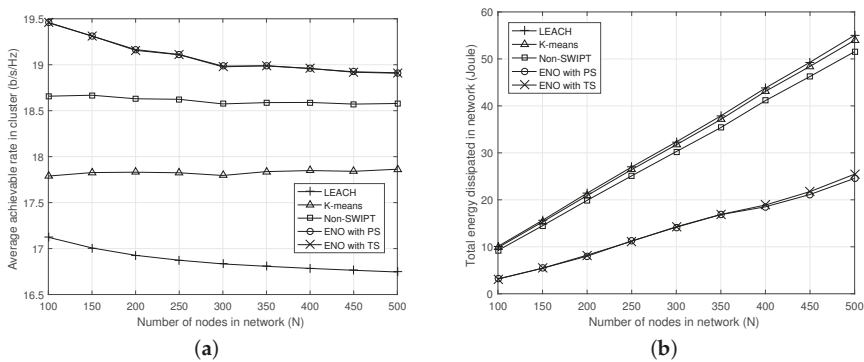 19.5
19
18.5
18
17.5
17
16.5
Average achievable rate in cluster (b/s/Hz)
LEACH
K-means
Non-SWIPT
ENO with PS
ENO with TS
100 150 200 250 300 350 400 450 500
Number of nodes in network (N)
(a)
60
50
40
30
20
10
0
Total energy dissipated in network (Joule)
LEACH
K-means
Non-SWIPT
ENO with PS
ENO with TS
100 150 200 250 300 350 400 450 500
Number of nodes in network (N)
(b)